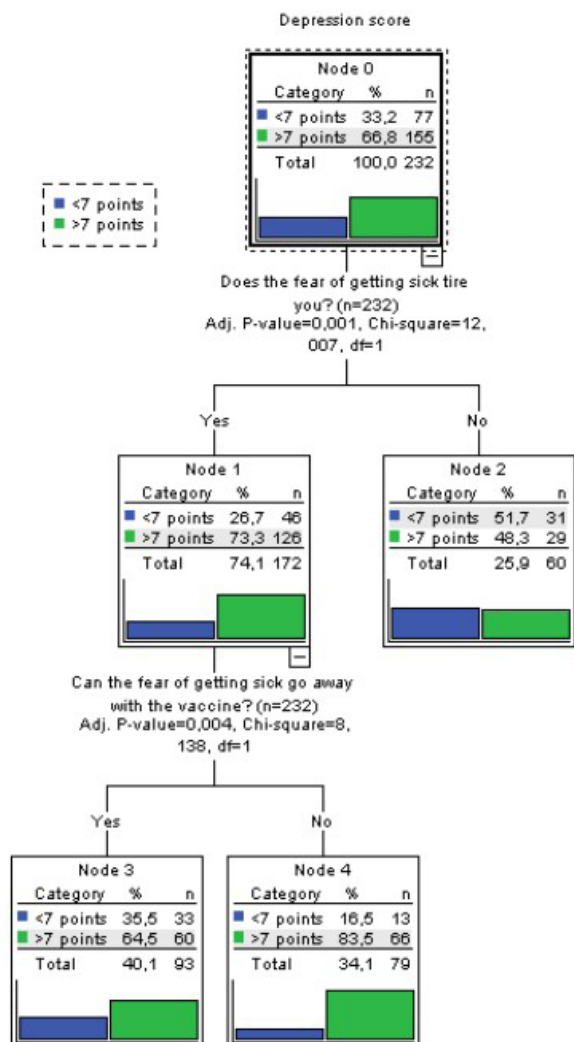 Depression score
Node 0
Category % n
<7 points 33,2 77
>7 points 66,8 155
Total 100,0 232
<7 points
>7 points
Does the fear of getting sick tire
you? (n=232)
Adj. P-value=0,001, Chi-square=12,
007, df=1
Yes
No
Node 1
Category % n
<7 points 26,7 46
>7 points 73,3 126
Total 74,1 172
Node 2
Category % n
<7 points 51,7 31
>7 points 48,3 29
Total 25,9 60
Can the fear of getting sick go away
with the vaccine? (n=232)
Adj. P-value=0,004, Chi-square=8,
138, df=1
Yes
No
Node 3
Category % n
<7 points 35,5 33
>7 points 64,5 60
Total 40,1 93
Node 4
Category % n
<7 points 16,5 13
>7 points 83,5 66
Total 34,1 79